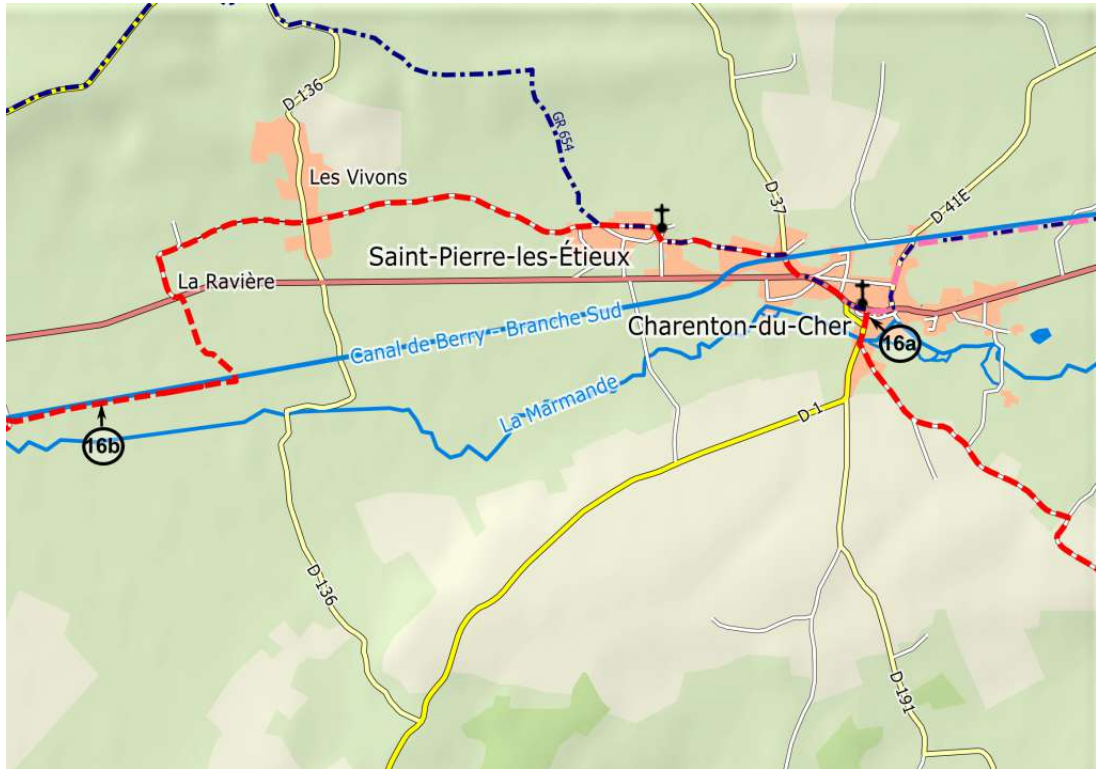 D 136
GR 654
Les Vivons
D 37
D 41E
Saint-Pierre-les-Étieux
La Ravière
Charenton-du-Cher
Canal de Berry - Branche Sud
16a
La Marmande
D 1
16b
D 136
D 191